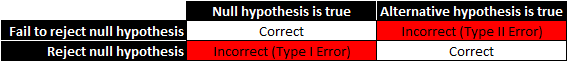 Null hypothesis is true Alternative hypothesis is true
Fail to reject null hypothesis Correct Incorrect (Type II Error)
Reject null hypothesis Incorrect (Type I Error) Correct